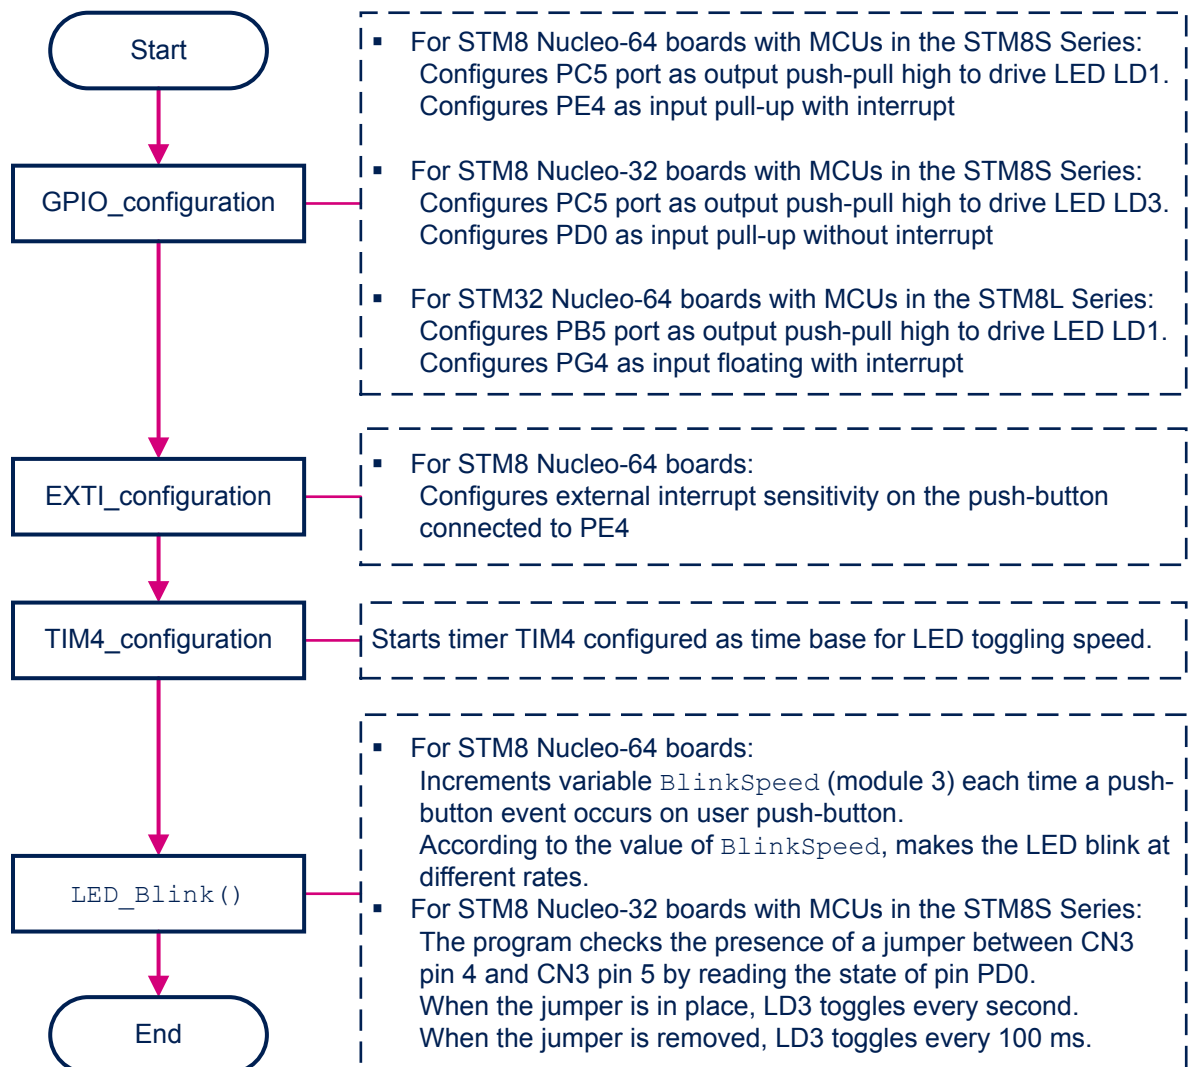 Start
▪ For STM8 Nucleo-64 boards with MCUs in the STM8S Series:
Configures PC5 port as output push-pull high to drive LED LD1.
Configures PE4 as input pull-up with interrupt
GPIO_configuration
▪ For STM8 Nucleo-32 boards with MCUs in the STM8S Series:
Configures PC5 port as output push-pull high to drive LED LD3.
Configures PD0 as input pull-up without interrupt
▪ For STM32 Nucleo-64 boards with MCUs in the STM8L Series:
Configures PB5 port as output push-pull high to drive LED LD1.
Configures PG4 as input floating with interrupt
EXTI_configuration
▪ For STM8 Nucleo-64 boards:
Configures external interrupt sensitivity on the push-button
connected to PE4
TIM4_configuration
Starts timer TIM4 configured as time base for LED toggling speed.
LED_Blink()
▪ For STM8 Nucleo-64 boards:
Increments variable BlinkSpeed (module 3) each time a push-
button event occurs on user push-button.
According to the value of BlinkSpeed, makes the LED blink at
different rates.
▪ For STM8 Nucleo-32 boards with MCUs in the STM8S Series:
The program checks the presence of a jumper between CN3
pin 4 and CN3 pin 5 by reading the state of pin PD0.
When the jumper is in place, LD3 toggles every second.
When the jumper is removed, LD3 toggles every 100 ms.
End